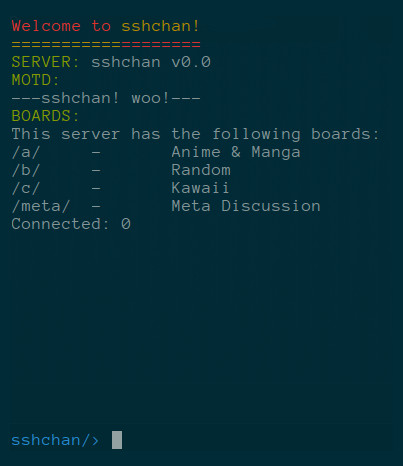 Welcome to sshchan!
===================
SERVER: sshchan v0.0
MOTD:
---sshchan! woo!---
BOARDS:
This server has the following boards:
/a/     -       Anime & Manga
/b/     -       Random
/c/     -       Kawaii
/meta/  -       Meta Discussion
Connected: 0
sshchan/>